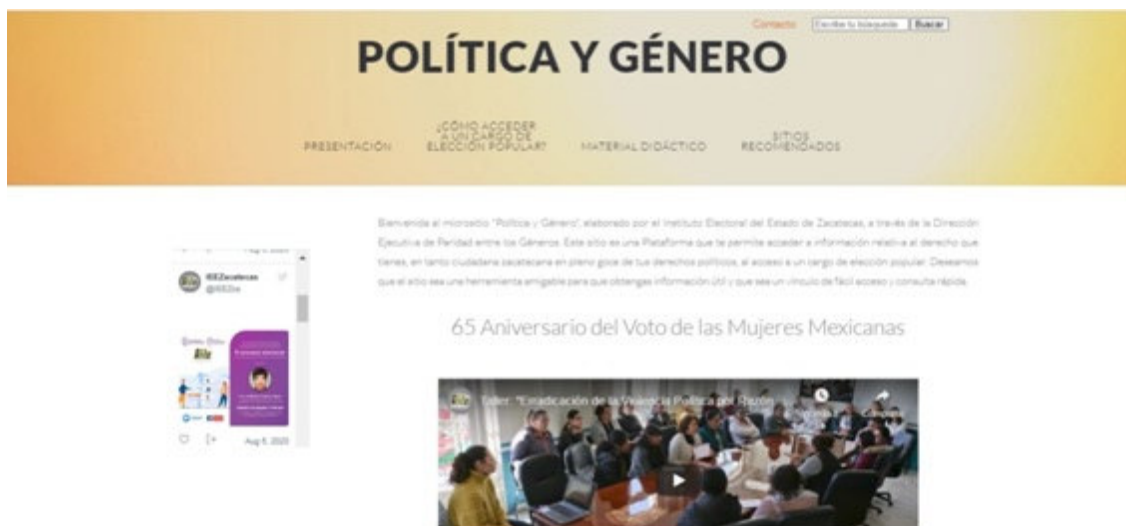 Contacto
Escribe tu búsqueda Buscar
POLÍTICA Y GÉNERO
PRESENTACIÓN
¿CÓMO ACCEDER
A UN CARGO DE
ELECCIÓN POPULAR?
MATERIAL DIDÁCTICO
SITIOS
RECOMENDADOS
Bienvenida al micrositio "Política y Género", elaborado por el Instituto Electoral del Estado de Zacatecas, a través de la Dirección
Ejecutiva de Paridad entre los Géneros. Este sitio es una Plataforma que te permite acceder a información relativa al derecho que
tienes, en tanto ciudadana zacatecana en pleno goce de tus derechos políticos, al acceso a un cargo de elección popular. Deseamos
que el sitio sea una herramienta amigable para que obtengas información útil y que sea un vínculo de fácil acceso y consulta rápida.
IEEZacatecas
@IEEZac
Aug 6, 2020
65 Aniversario del Voto de las Mujeres Mexicanas
"Erradicación de la Violencia Política por Razón